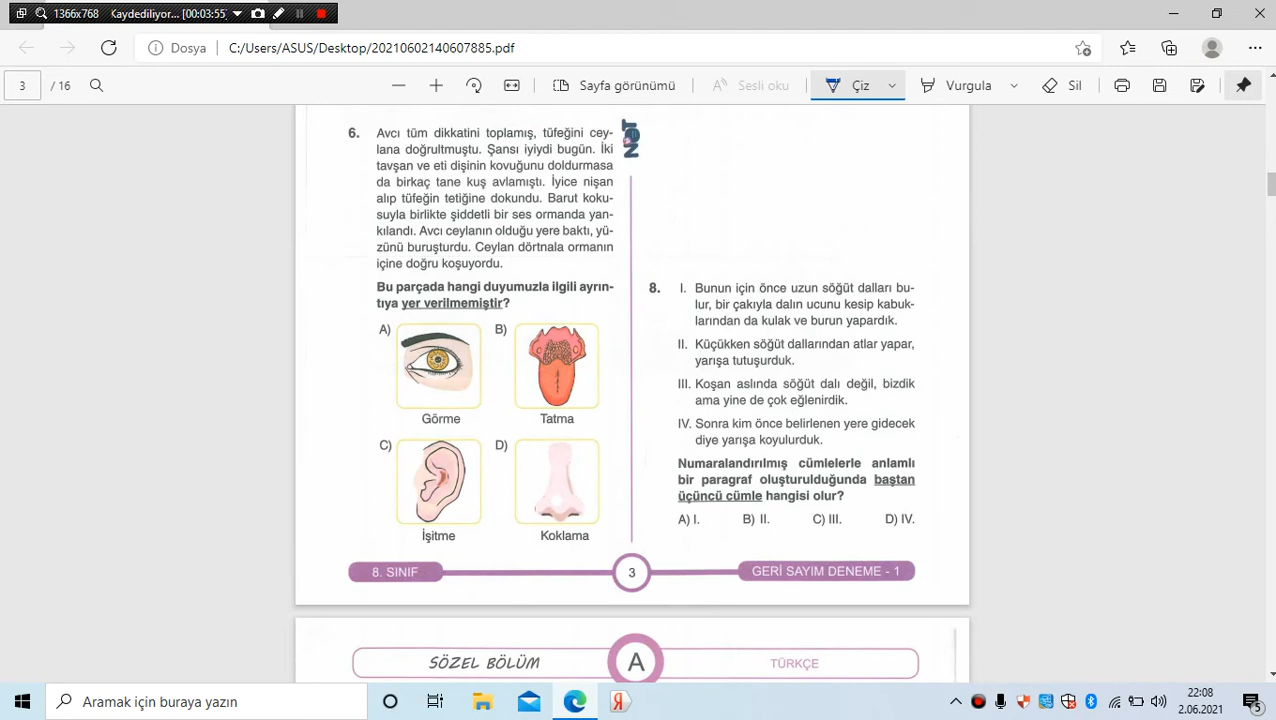 1366x768 Kaydediliyor... [00:03:55]
Dosya C:/Users/ASUS/Desktop/20210602140607885.pdf
3 / 16 Sayfa görünümü Sesli oku Çiz Vurgula Sil
6. Avcı tüm dikkatini toplamış, tüfeğini cey-
lana doğrultmuştu. Şansı iyiydi bugün. İki
tavşan ve eti dişinin kovuğunu doldurmasa
da birkaç tane kuş avlamıştı. İyice nişan
alıp tüfeğin tetiğine dokundu. Barut koku-
suyla birlikte şiddetli bir ses ormanda yan-
kılandı. Avcı ceylanın olduğu yere baktı, yü-
zünü buruşturdu. Ceylan dörtnala ormanın
içine doğru koşuyordu.
Bu parçada hangi duyumuzla ilgili ayrın-
tıya yer verilmemiştir?
A) B)
Görme Tatma
C) D)
İşitme Koklama
8. I. Bunun için önce uzun söğüt dalları bu-
lur, bir çakıyla dalın ucunu kesip kabuk-
larından da kulak ve burun yapardık.
II. Küçükken söğüt dallarından atlar yapar,
yarışa tutuşurduk.
III. Koşan aslında söğüt dalı değil, bizdik
ama yine de çok eğlenirdik.
IV. Sonra kim önce belirlenen yere gidecek
diye yarışa koyulurduk.
Numaralandırılmış cümlelerle anlamlı
bir paragraf oluşturulduğunda baştan
üçüncü cümle hangisi olur?
A) I. B) II. C) III. D) IV.
8. SINIF 3 GERİ SAYIM DENEME - 1
SÖZEL BÖLÜM A TÜRKÇE
Aramak için buraya yazın
22:08
2.06.2021